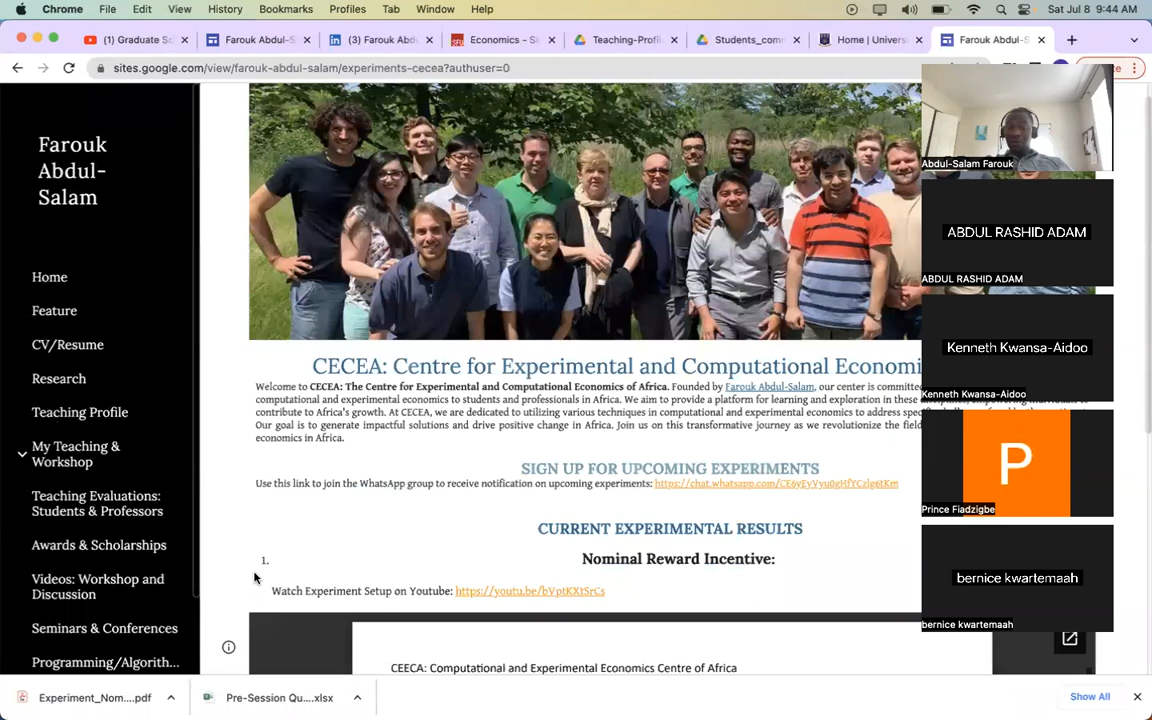 Chrome File Edit View History Bookmarks Profiles Tab Window Help Sat Jul 8 9:44 AM
(1) Graduate Sc Farouk Abdul-S (3) Farouk Abd Economics - Si Teaching-Profil Students_com Home | Univers Farouk Abdul-S
sites.google.com/view/farouk-abdul-salam/experiments-cecea?authuser=0
Farouk
Abdul-
Salam
Home
Feature
CV/Resume
Research
Teaching Profile
My Teaching &
Workshop
Teaching Evaluations:
Students & Professors
Awards & Scholarships
Videos: Workshop and
Discussion
Seminars & Conferences
Programming/Algorith...
CECEA: Centre for Experimental and Computational Economi
Welcome to CECEA: The Centre for Experimental and Computational Economics of Africa. Founded by Farouk Abdul-Salam, our center is committe
computational and experimental economics to students and professionals in Africa. We aim to provide a platform for learning and exploration in these
contribute to Africa's growth. At CECEA, we are dedicated to utilizing various techniques in computational and experimental economics to address spec
Our goal is to generate impactful solutions and drive positive change in Africa. Join us on this transformative journey as we revolutionize the field
economics in Africa.
SIGN UP FOR UPCOMING EXPERIMENTS
Use this link to join the WhatsApp group to receive notification on upcoming experiments: https://chat.whatsapp.com/CE6yEyVyu0gHfYCzlg6tKm
CURRENT EXPERIMENTAL RESULTS
1. Nominal Reward Incentive:
Watch Experiment Setup on Youtube: https://youtu.be/bVptKXtSrCs
CEECA: Computational and Experimental Economics Centre of Africa
Abdul-Salam Farouk
ABDUL RASHID ADAM
ABDUL RASHID ADAM
Kenneth Kwansa-Aidoo
Kenneth Kwansa-Aidoo
P
Prince Fiadzigbe
bernice kwartemaah
bernice kwartemaah
Experiment_Nom....pdf Pre-Session Qu....xlsx Show All